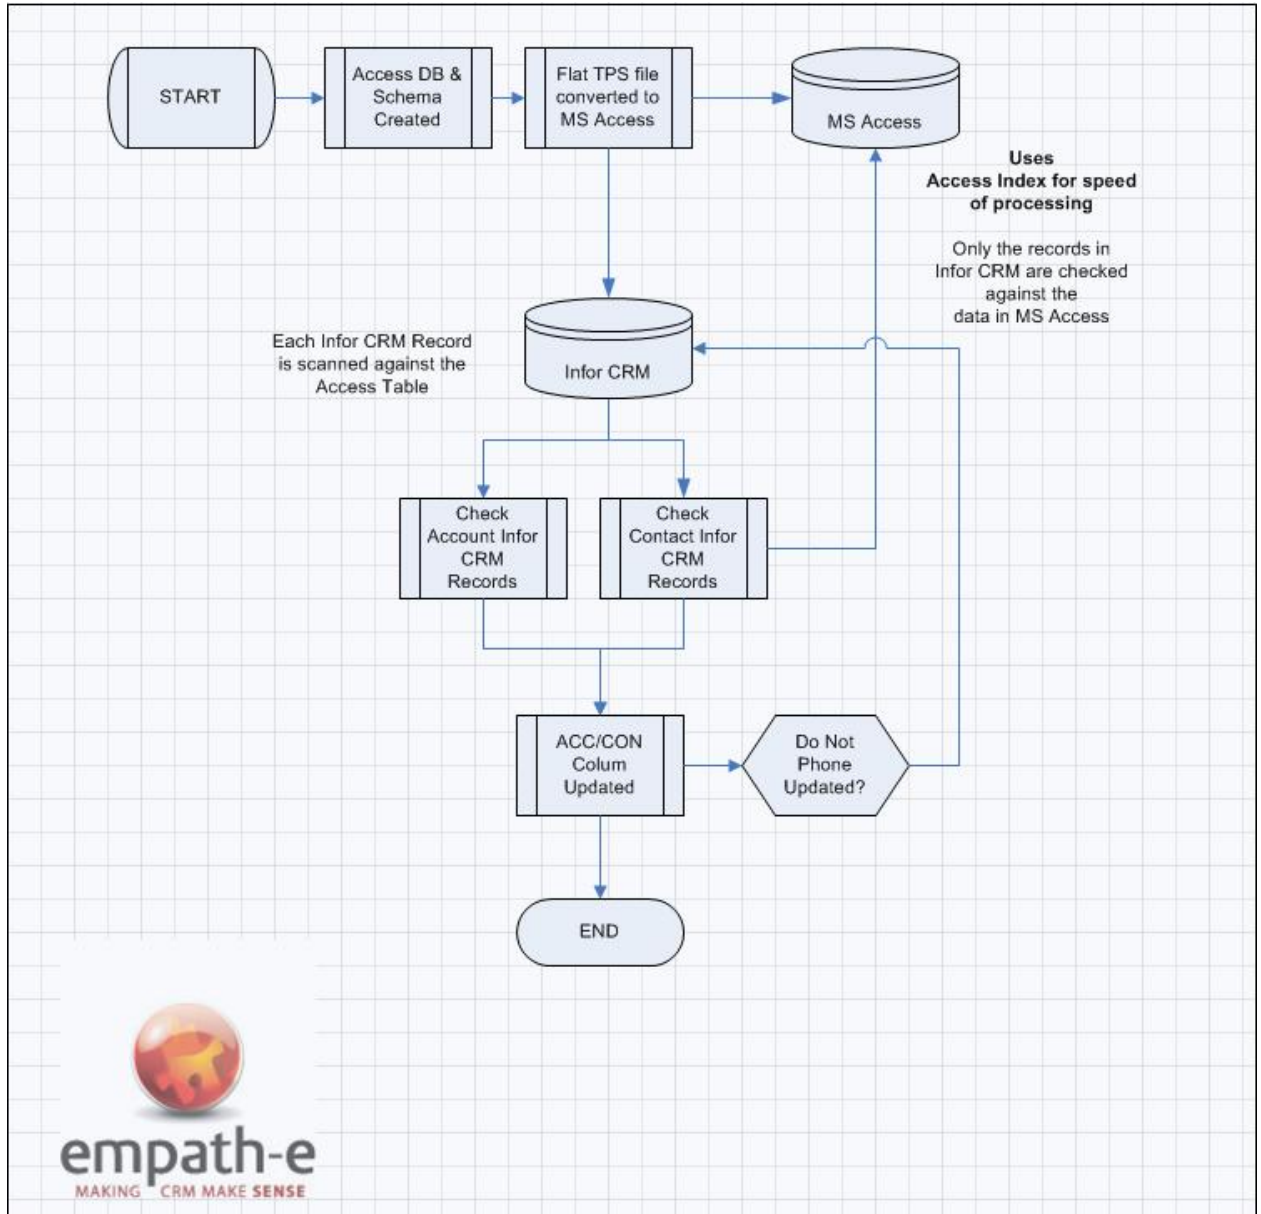 START
Access DB &
Schema
Created
Flat TPS file
converted to
MS Access
MS Access
Uses
Access Index for speed
of processing
Only the records in
Infor CRM are checked
against the
data in MS Access
Each Infor CRM Record
is scanned against the
Access Table
Infor CRM
Check
Account Infor
CRM
Records
Check
Contact Infor
CRM
Records
ACC/CON
Colum
Updated
Do Not
Phone
Updated?
END
empath-e
MAKING CRM MAKE SENSE